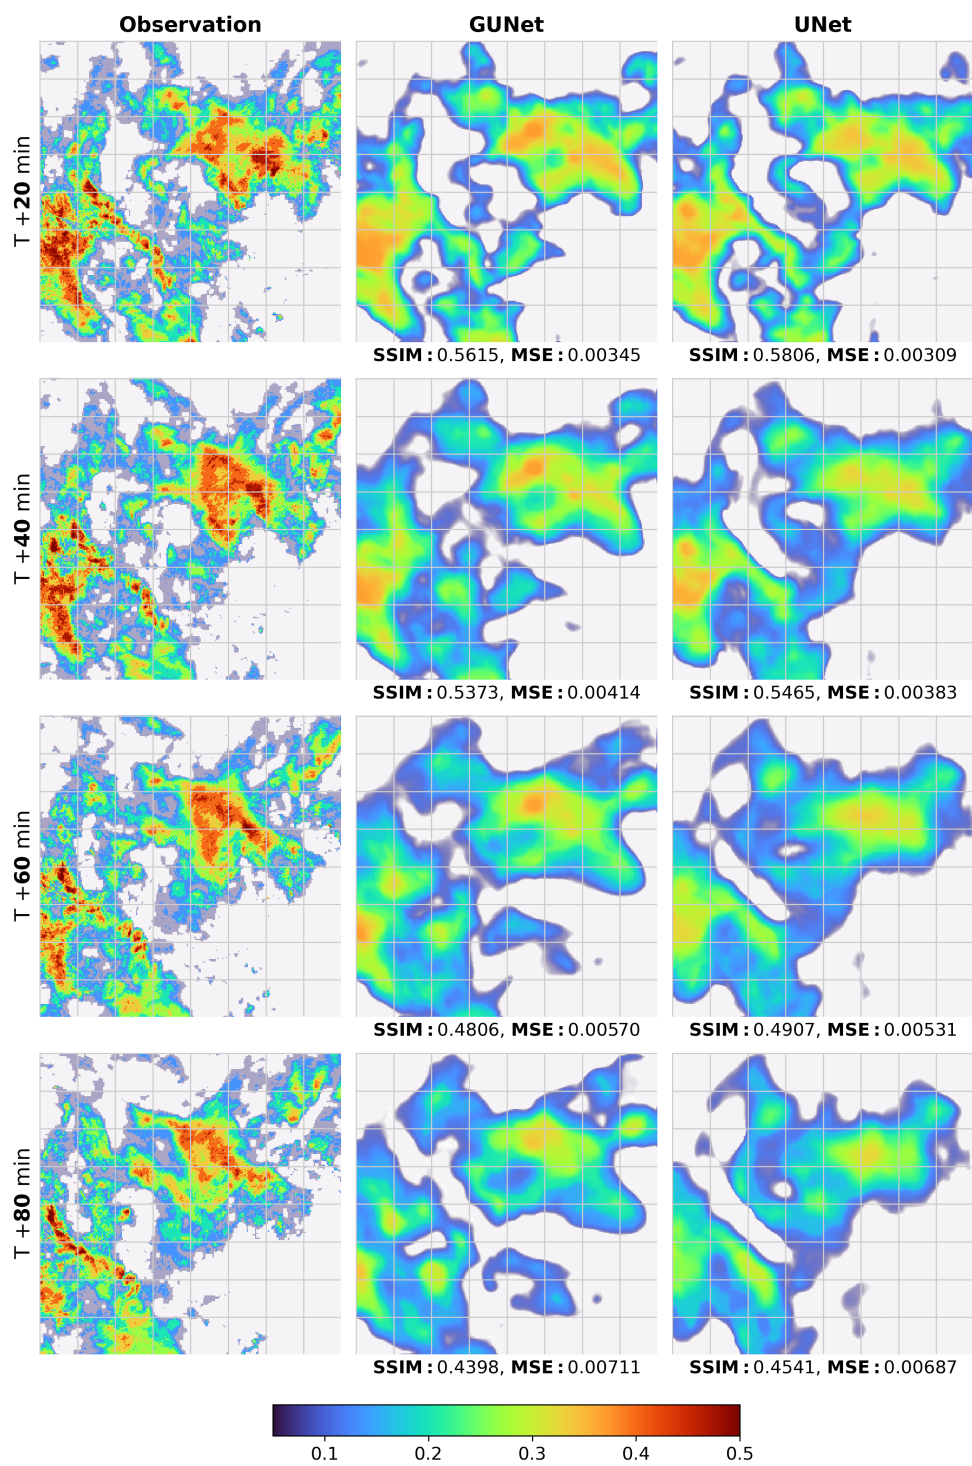 Observation GUNet UNet
T +20 min
SSIM:0.5615, MSE:0.00345 SSIM:0.5806, MSE:0.00309
T +40 min
SSIM:0.5373, MSE:0.00414 SSIM:0.5465, MSE:0.00383
T +60 min
SSIM:0.4806, MSE:0.00570 SSIM:0.4907, MSE:0.00531
T +80 min
SSIM:0.4398, MSE:0.00711 SSIM:0.4541, MSE:0.00687
0.1 0.2 0.3 0.4 0.5